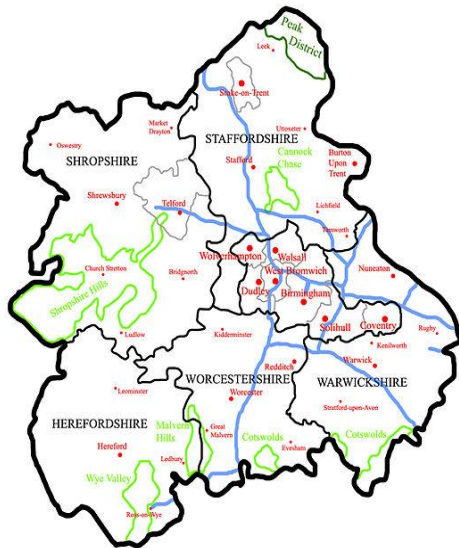 Peak
District
Leek
Stoke-on-Trent
Market
Drayton
Uttoxeter
STAFFORDSHIRE
Oswestry
Cannock
Chase
Burton
Upon
Trent
SHROPSHIRE
Stafford
Shrewsbury
Telford
Lichfield
Tamworth
Wolverhampton
Walsall
Church Stretton
Bridgnorth
West Bromwich
Nuneaton
Dudley
Birmingham
Shropshire Hills
Solihull
Coventry
Rugby
Ludlow
Kidderminster
Kenilworth
Redditch
Warwick
WORCESTERSHIRE
WARWICKSHIRE
Leominster
Worcester
Stratford-upon-Avon
HEREFORDSHIRE
Malvern
Hills
Great
Malvern
Cotswolds
Cotswolds
Evesham
Hereford
Ledbury
Wye Valley
Ross-on-Wye